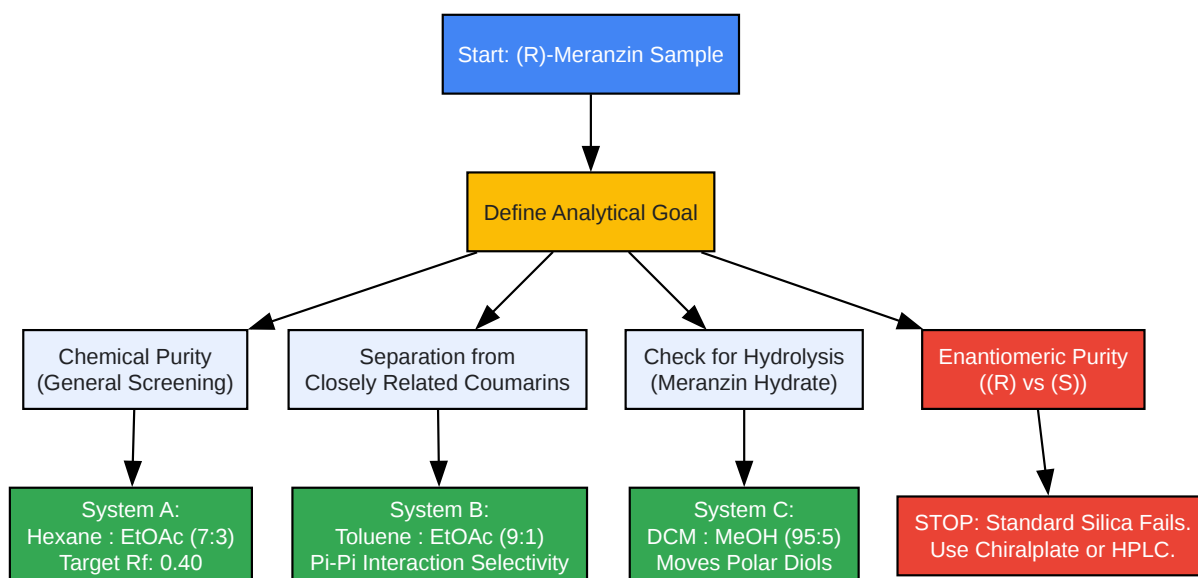 Start: (R)-Meranzin Sample
Define Analytical Goal
Chemical Purity
(General Screening)
Separation from
Closely Related Coumarins
Check for Hydrolysis
(Meranzin Hydrate)
Enantiomeric Purity
((R) vs (S))
System A:
Hexane : EtOAc (7:3)
Target Rf: 0.40
System B:
Toluene : EtOAc (9:1)
Pi-Pi Interaction Selectivity
System C:
DCM : MeOH (95:5)
Moves Polar Diols
STOP: Standard Silica Fails.
Use Chiralplate or HPLC.